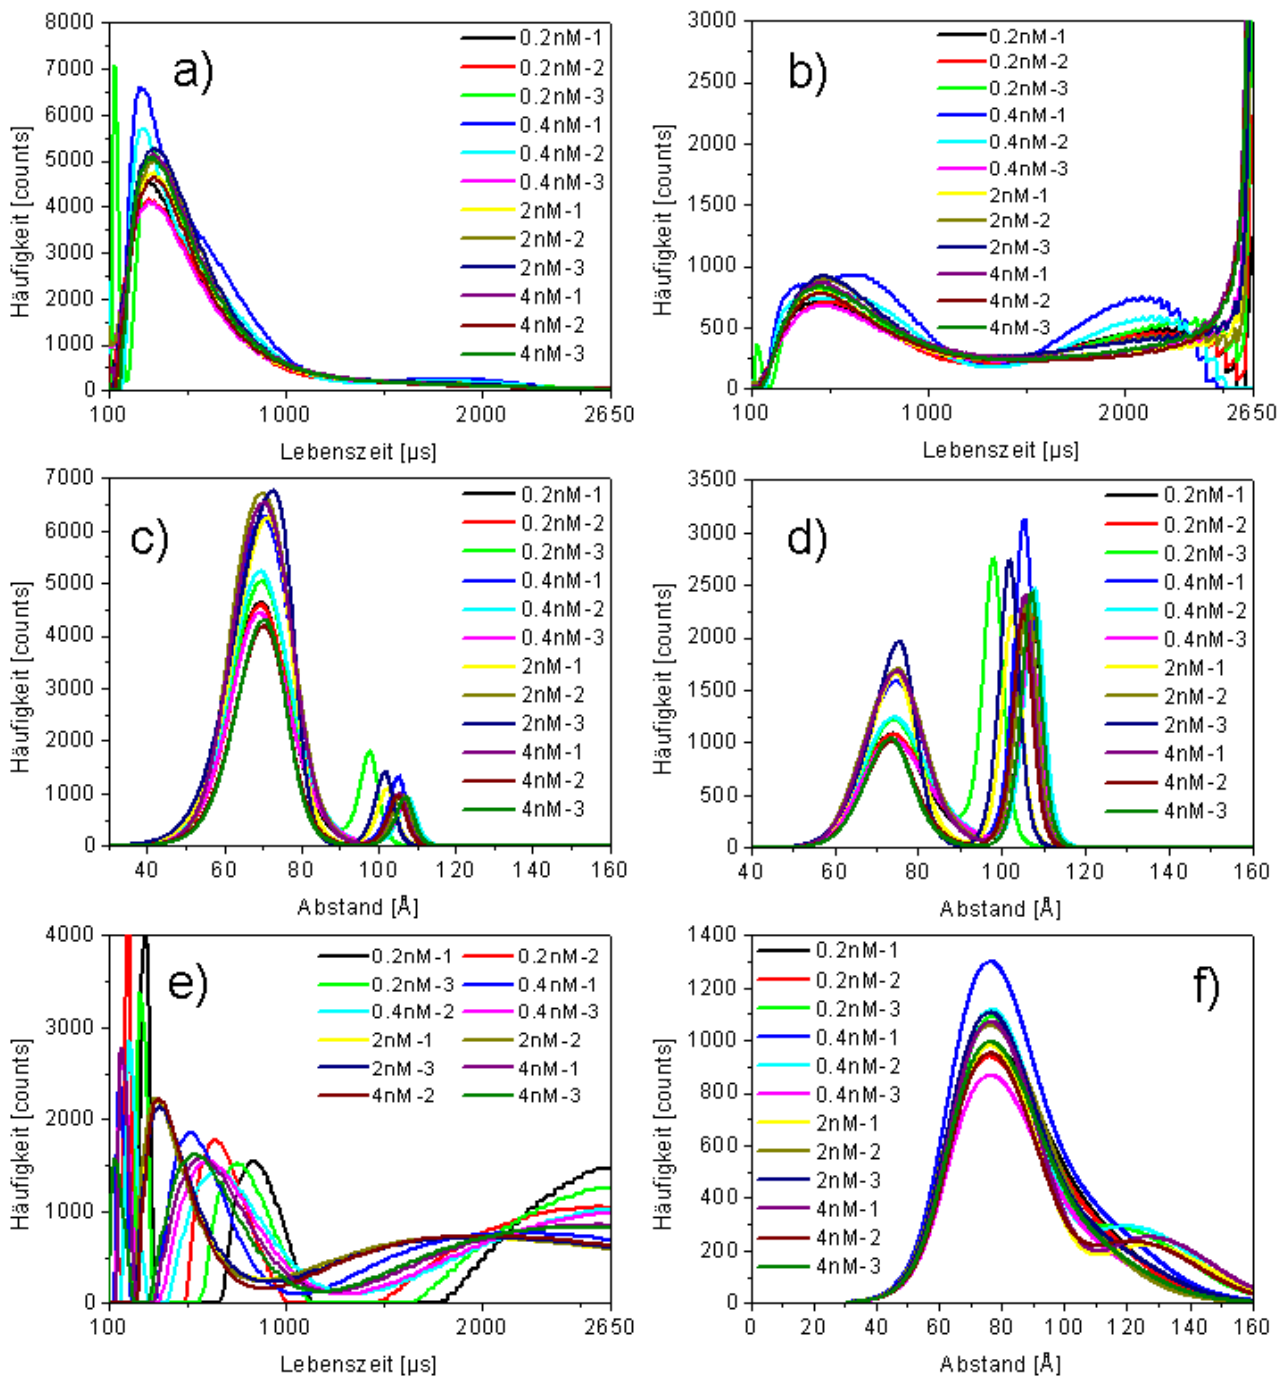 a)
Häufigkeit [counts]
8000
7000
6000
5000
4000
3000
2000
1000
0
100
1000
2000
2650
Lebenszeit [µs]
0.2nM-1
0.2nM-2
0.2nM-3
0.4nM-1
0.4nM-2
0.4nM-3
2nM-1
2nM-2
2nM-3
4nM-1
4nM-2
4nM-3
b)
Häufigkeit [counts]
3000
2500
2000
1500
1000
500
0
100
1000
2000
2650
Lebenszeit [µs]
0.2nM-1
0.2nM-2
0.2nM-3
0.4nM-1
0.4nM-2
0.4nM-3
2nM-1
2nM-2
2nM-3
4nM-1
4nM-2
4nM-3
c)
Häufigkeit [counts]
7000
6000
5000
4000
3000
2000
1000
0
40
60
80
100
120
140
160
Abstand [Å]
0.2nM-1
0.2nM-2
0.2nM-3
0.4nM-1
0.4nM-2
0.4nM-3
2nM-1
2nM-2
2nM-3
4nM-1
4nM-2
4nM-3
d)
Häufigkeit [counts]
3500
3000
2500
2000
1500
1000
500
0
40
60
80
100
120
140
160
Abstand [Å]
0.2nM-1
0.2nM-2
0.2nM-3
0.4nM-1
0.4nM-2
0.4nM-3
2nM-1
2nM-2
2nM-3
4nM-1
4nM-2
4nM-3
e)
Häufigkeit [counts]
4000
3000
2000
1000
0
100
1000
2000
2650
Lebenszeit [µs]
0.2nM-1 0.2nM-2
0.2nM-3 0.4nM-1
0.4nM-2 0.4nM-3
2nM-1 2nM-2
2nM-3 4nM-1
4nM-2 4nM-3
f)
Häufigkeit [counts]
1400
1200
1000
800
600
400
200
0
0
20
40
60
80
100
120
140
160
Abstand [Å]
0.2nM-1
0.2nM-2
0.2nM-3
0.4nM-1
0.4nM-2
0.4nM-3
2nM-1
2nM-2
2nM-3
4nM-1
4nM-2
4nM-3